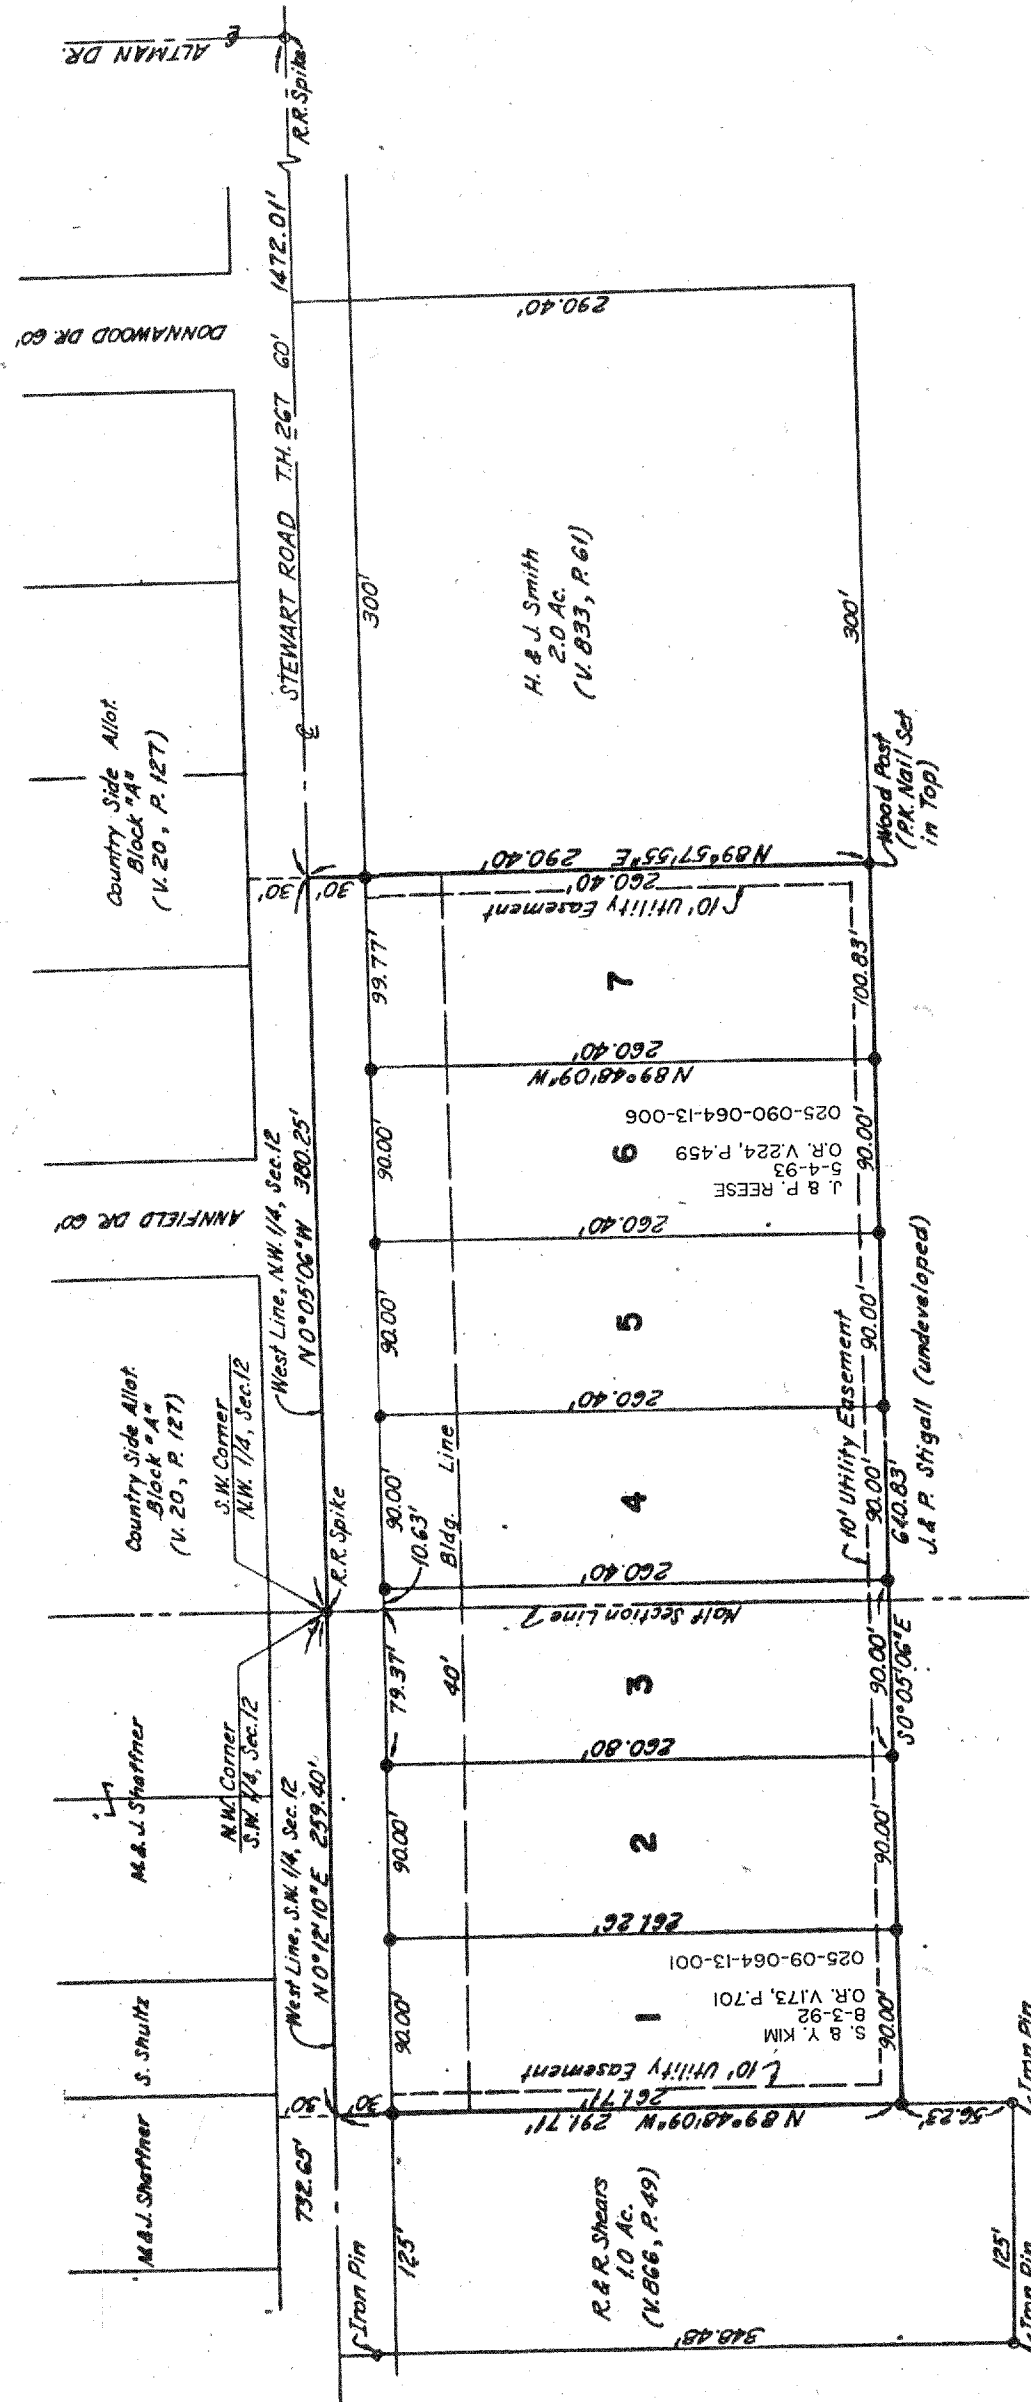 ALTMAN DR.
R.R. Spike
1472.01'
DONNAWOOD DR. 60'
STEWART ROAD T.H. 267 60'
290.40'
300'
H. & J. Smith
2.0 Ac.
(V. 833, P. 61)
300'
Country Side Allot.
Block "A"
(V. 20, P. 127)
Wood Post
(P.K. Nail Set
in Top)
N 89°57'55" E 290.40'
30'
30'
260.40'
10' Utility Easement
99.77'
7
100.83'
260.40'
N 89°48'09" W
ANNFIELD DR. 60'
West Line, N.W. 1/4, Sec. 12
N 0°05'06" W 380.25'
90.00'
6
J. & P. REESE
5-4-93
O.R. V.224, P.459
025-090-064-13-006
90.00'
260.40'
90.00'
5
90.00'
260.40'
Country Side Allot.
Block "A"
(V. 20, P. 127)
S.W. Corner
N.W. 1/4, Sec. 12
R.R. Spike
90.00'
10.63'
Bldg. Line
4
10' Utility Easement
90.00'
640.83'
J. & P. Stigall (undeveloped)
260.40'
Half Section Line
M. & J. Shaffner
N.W. Corner
S.W. 1/4, Sec. 12
79.37'
40'
3
90.00'
S 0°05'06" E
260.80'
West Line, S.W. 1/4, Sec. 12
N 0°12'10" E 259.40'
90.00'
2
90.00'
261.26'
S. Shultz
90.00'
1
S. & Y. KIM
8-3-92
O.R. V.173, P.701
025-09-064-13-001
90.00'
10' Utility Easement
261.71'
30'
30'
N 89°48'09" W 291.71'
56.23'
Iron Pin
M. & J. Shaffner
732.65'
Iron Pin
125'
R. & R. Shears
1.0 Ac.
(V. 866, P. 49)
125'
348.48'
Iron Pin